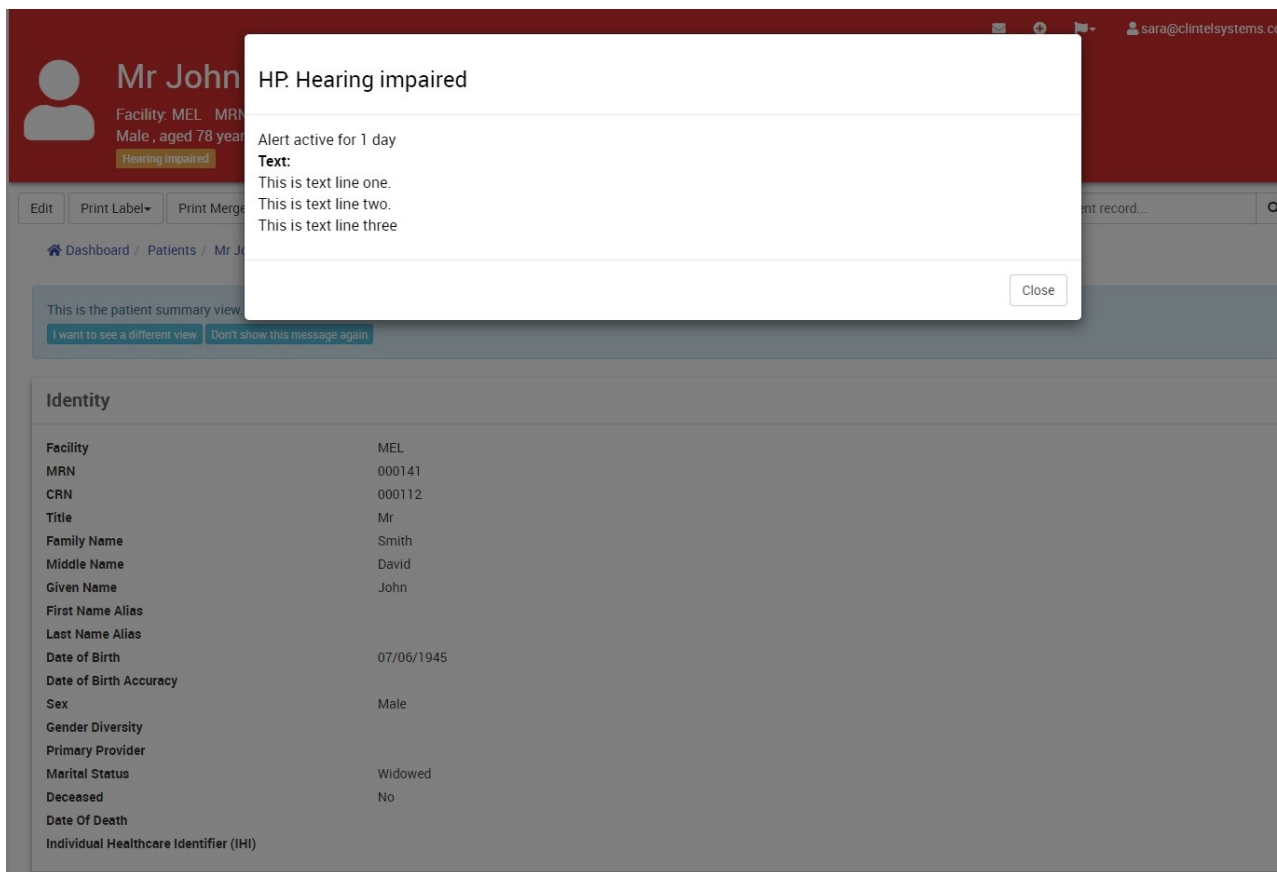 sara@clintelsystems.co
Mr John
HP: Hearing impaired
Facility: MEL MRN
Male , aged 78 year
Hearing impaired
Alert active for 1 day
Text:
This is text line one.
This is text line two.
This is text line three
Close
Edit Print Label Print Merge ent record...
Dashboard / Patients / Mr Jo
This is the patient summary view.
I want to see a different view Don't show this message again
Identity
Facility MEL
MRN 000141
CRN 000112
Title Mr
Family Name Smith
Middle Name David
Given Name John
First Name Alias
Last Name Alias
Date of Birth 07/06/1945
Date of Birth Accuracy
Sex Male
Gender Diversity
Primary Provider
Marital Status Widowed
Deceased No
Date Of Death
Individual Healthcare Identifier (IHI)